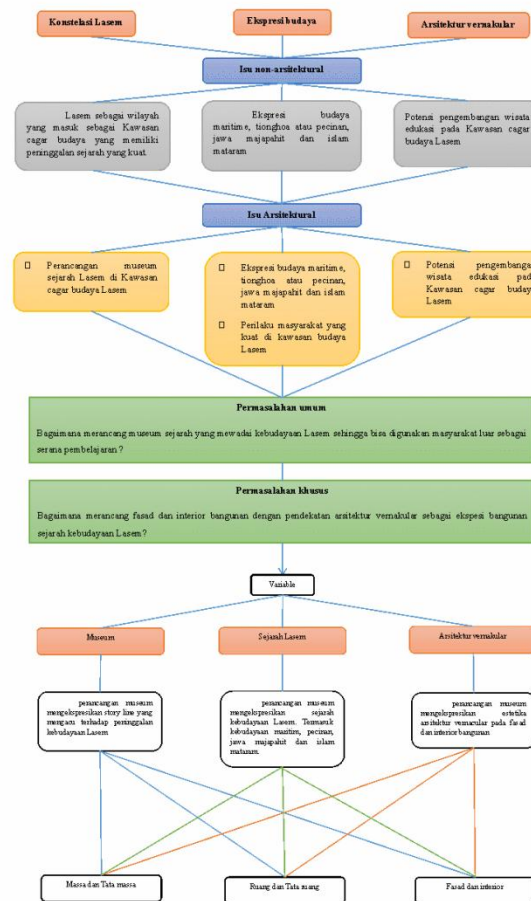 Konstelasi Lasem
Ekspresi budaya
Arsitektur vernakular
Isu non-arsitektural
Lasem sebagai wilayah
yang masuk sebagai Kawasan
cagar budaya yang memiliki
peninggalan sejarah yang kuat
Ekspresi budaya
maritime, tionghoa atau pecinan,
jawa majapahit dan islam
mataram
Potensi pengembangan wisata
edukasi pada Kawasan cagar
budaya Lasem
Isu Arsitektural
Perancangan museum
sejarah Lasem di Kawasan
cagar budaya Lasem
Ekspresi budaya maritime,
tionghoa atau pecinan,
jawa majapahit dan islam
mataram
Perilaku masyarakat yang
kuat di kawasan budaya
Lasem
Potensi pengembangan
wisata edukasi pada
Kawasan cagar budaya
Lasem
Permasalahan umum
Bagaimana merancang museum sejarah yang mewadai kebudayaan Lasem sehingga bisa digunakan masyarakat luar sebagai
serana pembelajaran?
Permasalahan khusus
Bagaimana merancang fasad dan interior bangunan dengan pendekatan arsitektur vernakular sebagai ekspesi bangunan
sejarah kebudayaan Lasem?
Variable
Museum
Sejarah Lasem
Arsitektur vernakular
perancangan museum
mengekspresikan story line yang
mengacu terhadap peninggalan
kebudayaan Lasem
perancangan museum
mengekspresikan sejarah
kebudayaan Lasem. Termasuk
kebudayaan maritim, pecinan,
jawa majapahit dan islam
mataram.
perancangan museum
mengekspresikan estetika
arsitektur vernacular pada fasad
dan interior bangunan
Massa dan Tata massa
Ruang dan Tata ruang
Fasad dan interior